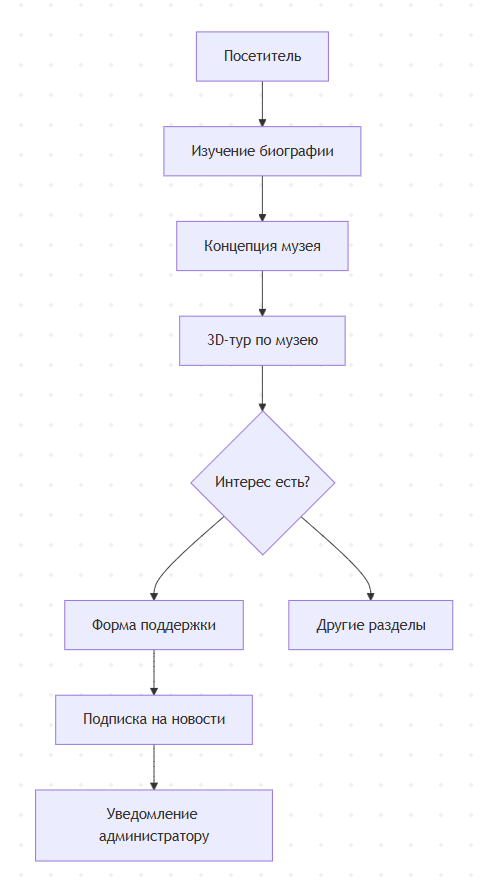 Посетитель
Изучение биографии
Концепция музея
3D-тур по музею
Интерес есть?
Форма поддержки
Другие разделы
Подписка на новости
Уведомление
администратору